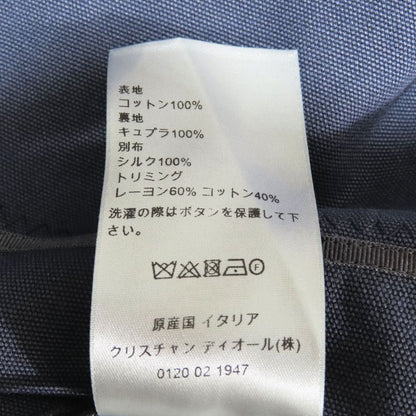 表地
コットン100%
裏地
キュプラ100%
別布
シルク100%
トリミング
レーヨン60% コットン40%
洗濯の際はボタンを保護して下
さい。
F
原産国 イタリア
クリスチャン ディオール(株)
0120 02 1947